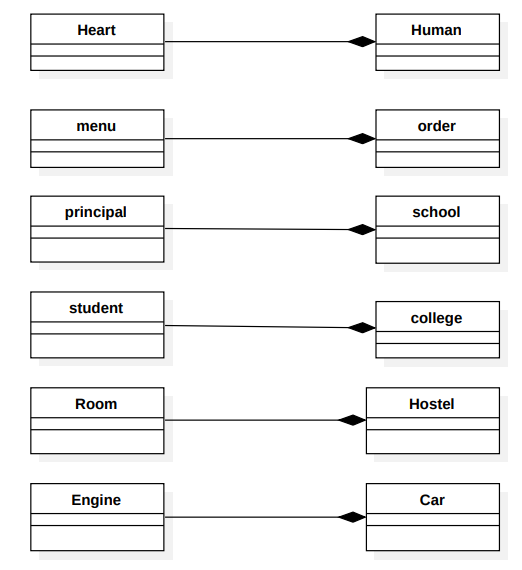 Heart
Human
menu
order
principal
school
student
college
Room
Hostel
Engine
Car